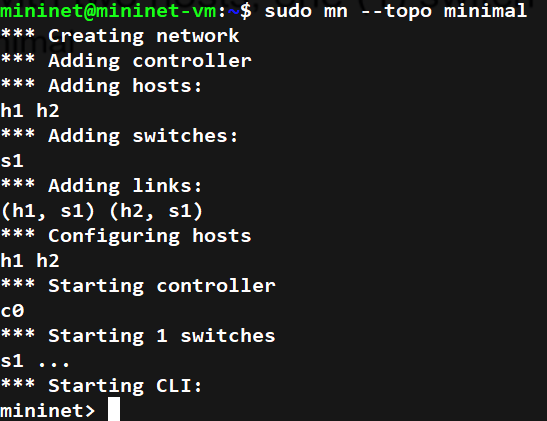 mininet@mininet-vm:~$ sudo mn --topo minimal
*** Creating network
*** Adding controller
*** Adding hosts:
h1 h2
*** Adding switches:
s1
*** Adding links:
(h1, s1) (h2, s1)
*** Configuring hosts
h1 h2
*** Starting controller
c0
*** Starting 1 switches
s1 ...
*** Starting CLI:
mininet>